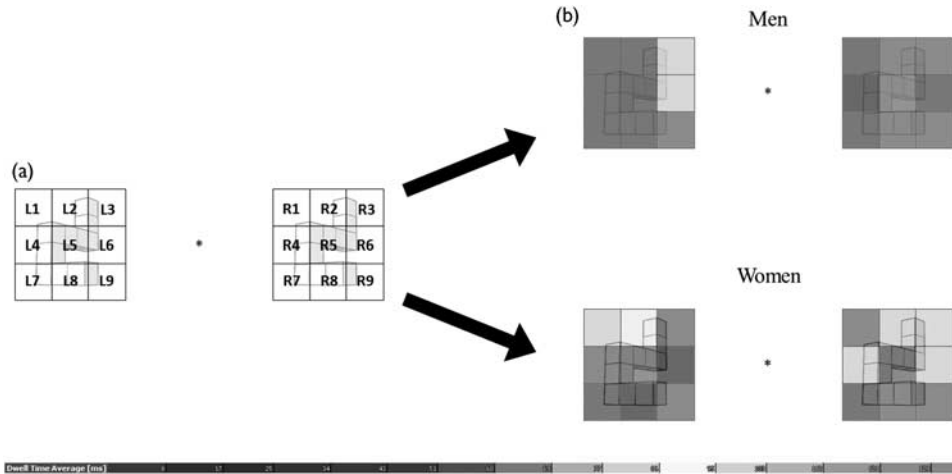 (b) Men
*
(a)
L1 L2 L3 R1 R2 R3
L4 L5 L6 * R4 R5 R6
L7 L8 L9 R7 R8 R9
Women
*
Dwell Time Average [ms]